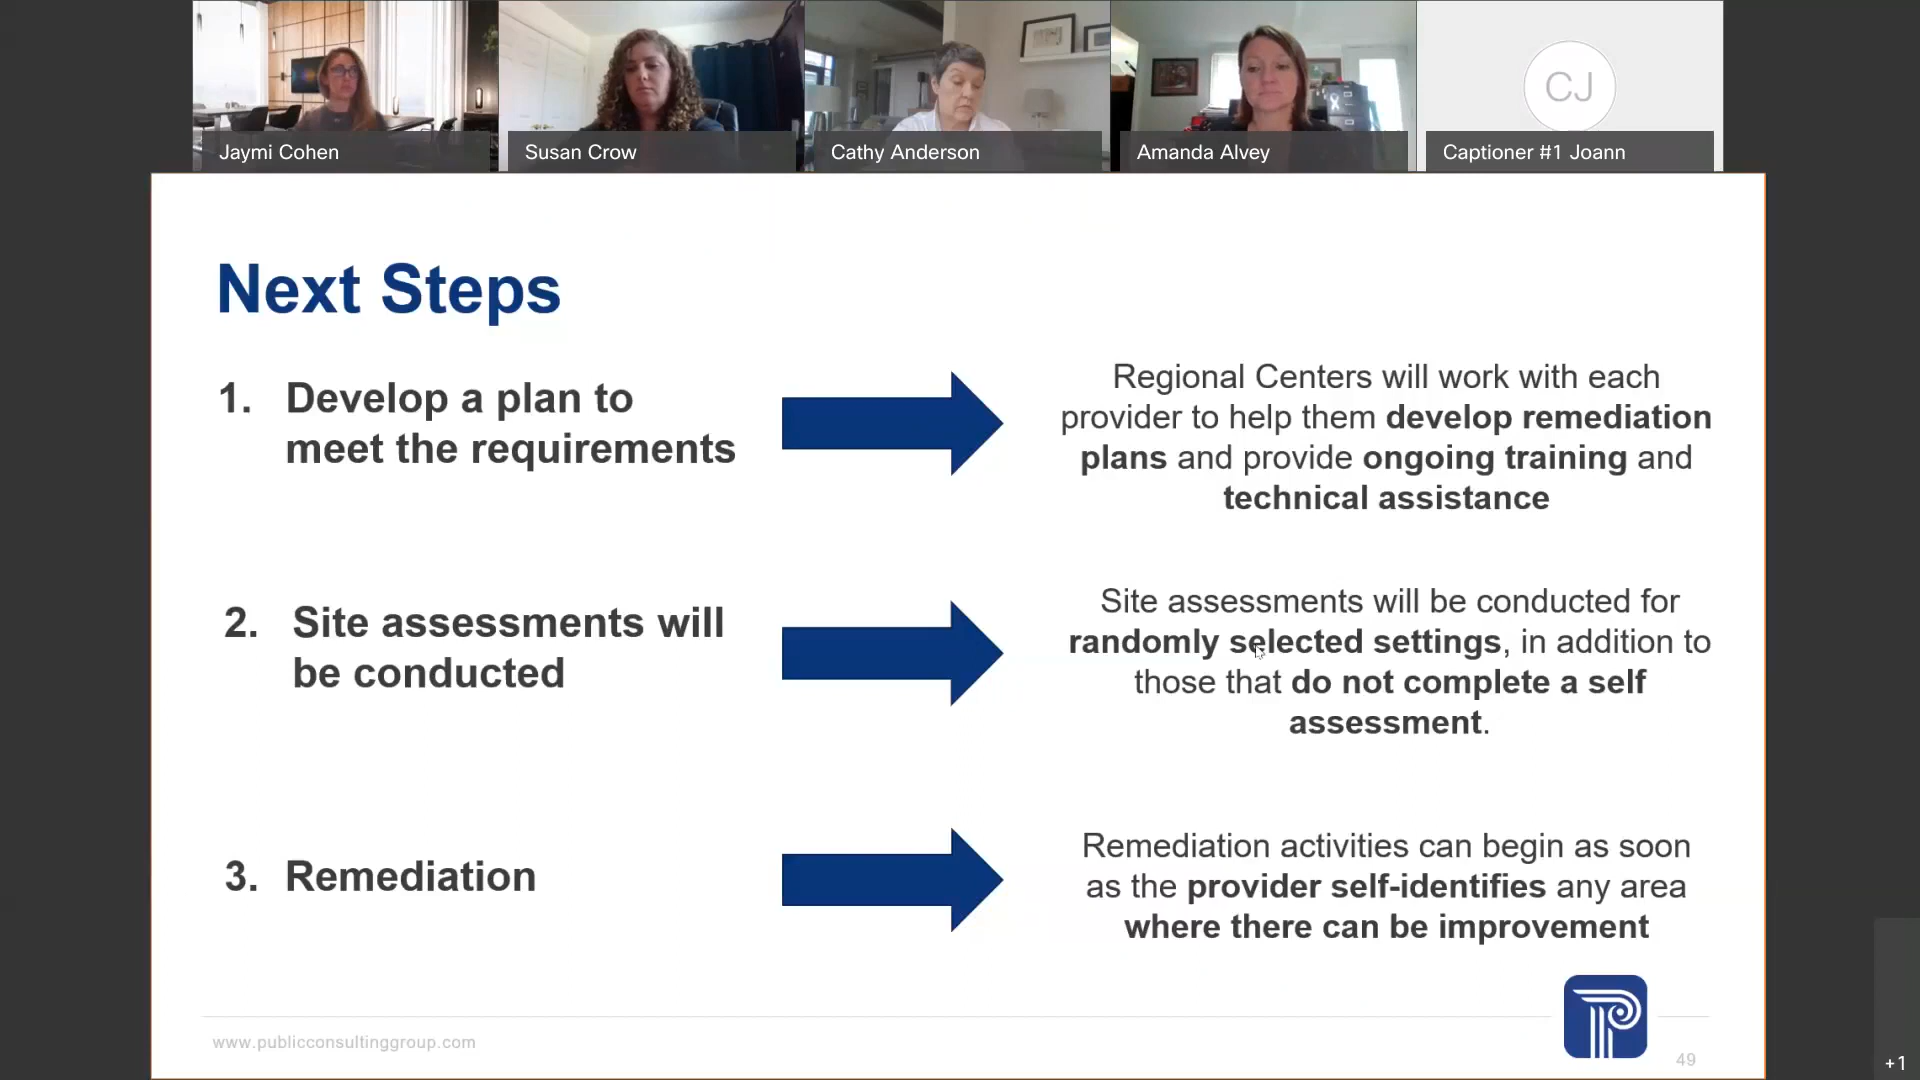 Jaymi Cohen
Susan Crow
Cathy Anderson
Amanda Alvey
CJ
Captioner #1 Joann
Next Steps
1. Develop a plan to
meet the requirements
Regional Centers will work with each
provider to help them develop remediation
plans and provide ongoing training and
technical assistance
2. Site assessments will
be conducted
Site assessments will be conducted for
randomly selected settings, in addition to
those that do not complete a self
assessment.
3. Remediation
Remediation activities can begin as soon
as the provider self-identifies any area
where there can be improvement
www.publicconsultinggroup.com
49
+1